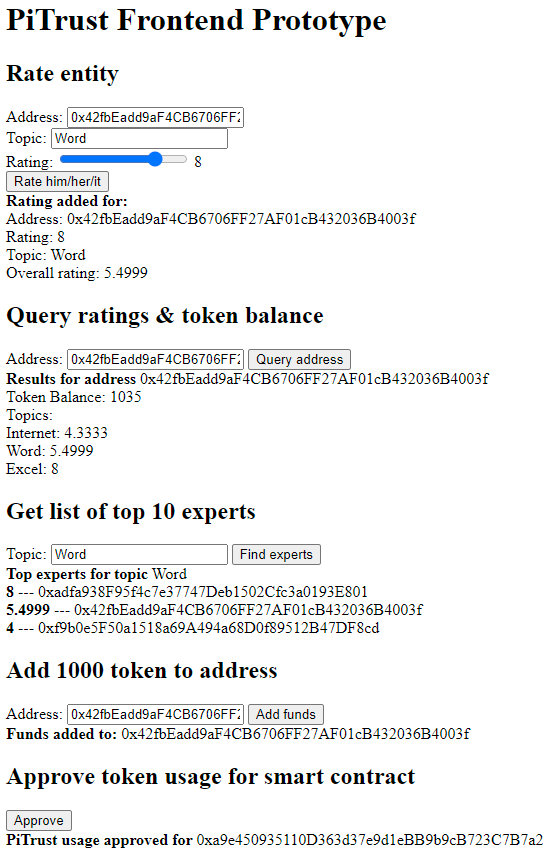 PiTrust Frontend Prototype
Rate entity
Address: 0x42fbEadd9aF4CB6706FF2
Topic: Word
Rating: 8
Rate him/her/it
Rating added for:
Address: 0x42fbEadd9aF4CB6706FF27AF01cB432036B4003f
Rating: 8
Topic: Word
Overall rating: 5.4999
Query ratings & token balance
Address: 0x42fbEadd9aF4CB6706FF2 Query address
Results for address 0x42fbEadd9aF4CB6706FF27AF01cB432036B4003f
Token Balance: 1035
Topics:
Internet: 4.3333
Word: 5.4999
Excel: 8
Get list of top 10 experts
Topic: Word Find experts
Top experts for topic Word
8 --- 0xadfa938F95f4c7e37747Deb1502Cfc3a0193E801
5.4999 --- 0x42fbEadd9aF4CB6706FF27AF01cB432036B4003f
4 --- 0xf9b0e5F50a1518a69A494a68D0f89512B47DF8cd
Add 1000 token to address
Address: 0x42fbEadd9aF4CB6706FF2 Add funds
Funds added to: 0x42fbEadd9aF4CB6706FF27AF01cB432036B4003f
Approve token usage for smart contract
Approve
PiTrust usage approved for 0xa9e450935110D363d37e9d1eBB9b9cB723C7B7a2